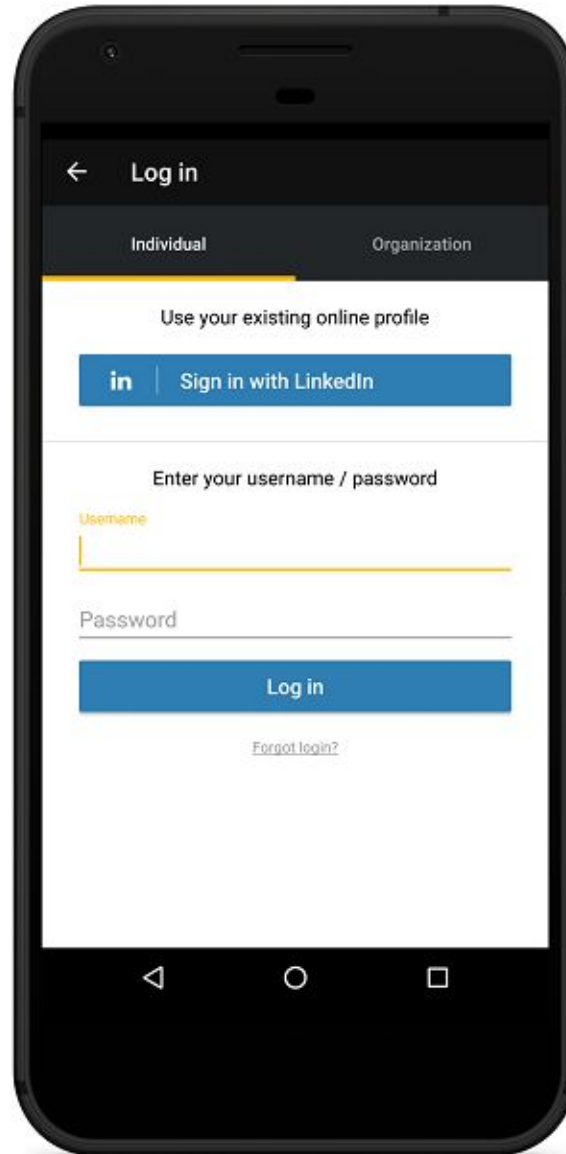 Log in
Individual Organization
Use your existing online profile
in Sign in with LinkedIn
Enter your username / password
Username
Password
Log in
Forgot login?